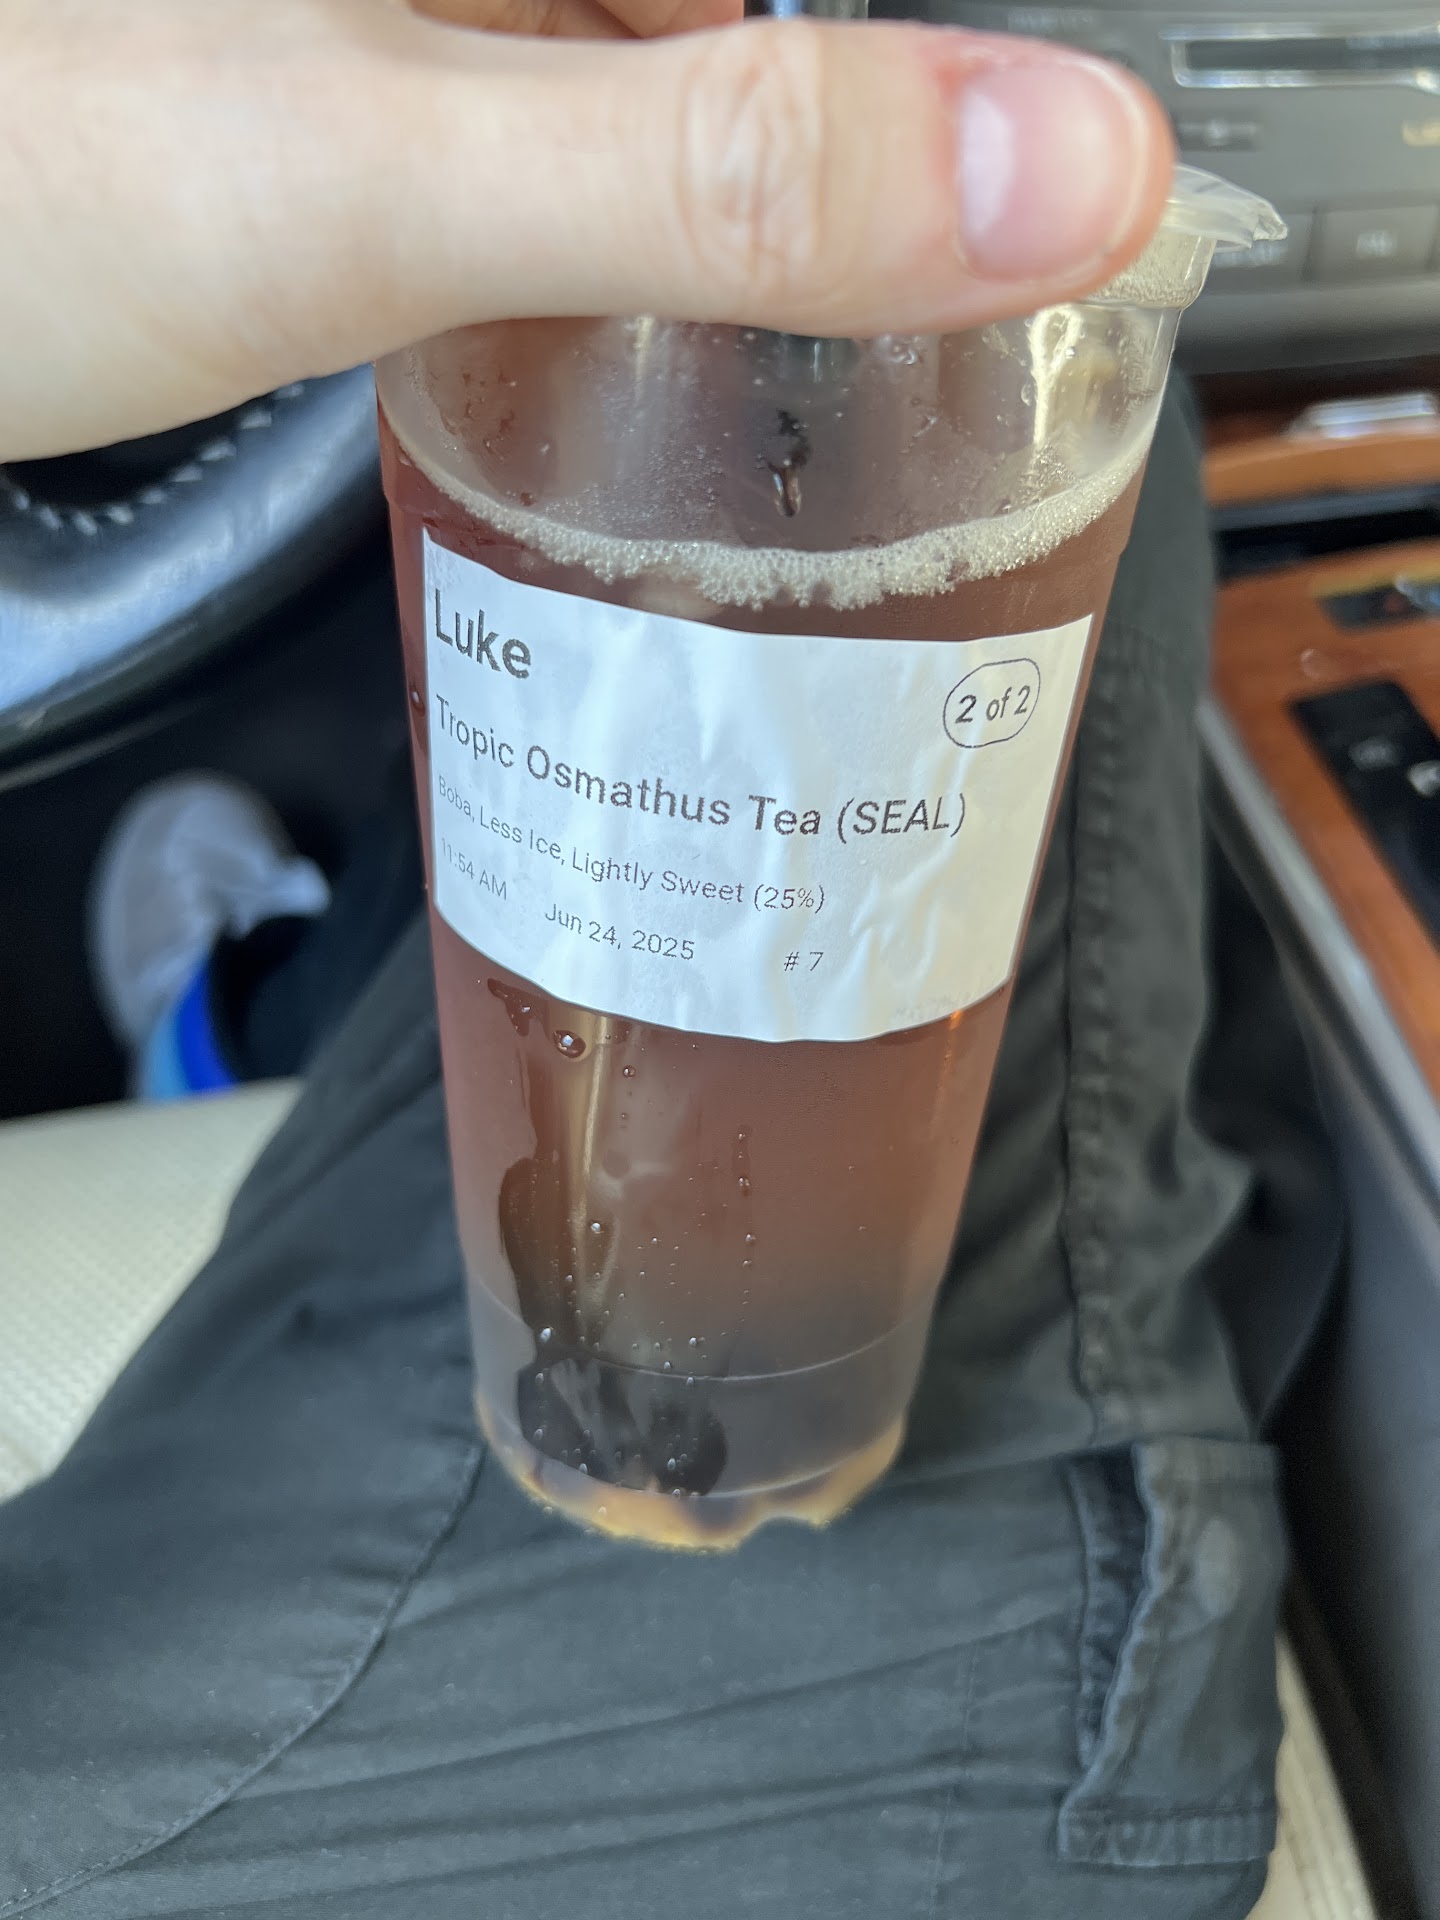 Luke
2 of 2
Tropic Osmathus Tea (SEAL)
Boba, Less Ice, Lightly Sweet (25%)
11:54 AM Jun 24, 2025 # 7